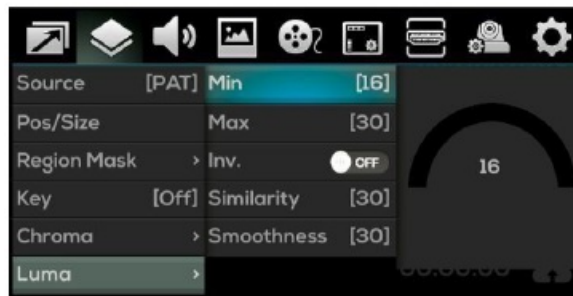 Source [PAT] Min [16]
Pos/Size Max [30]
Region Mask › Inv. OFF
16
Key [Off] Similarity [30]
Chroma › Smoothness [30]
Luma ›